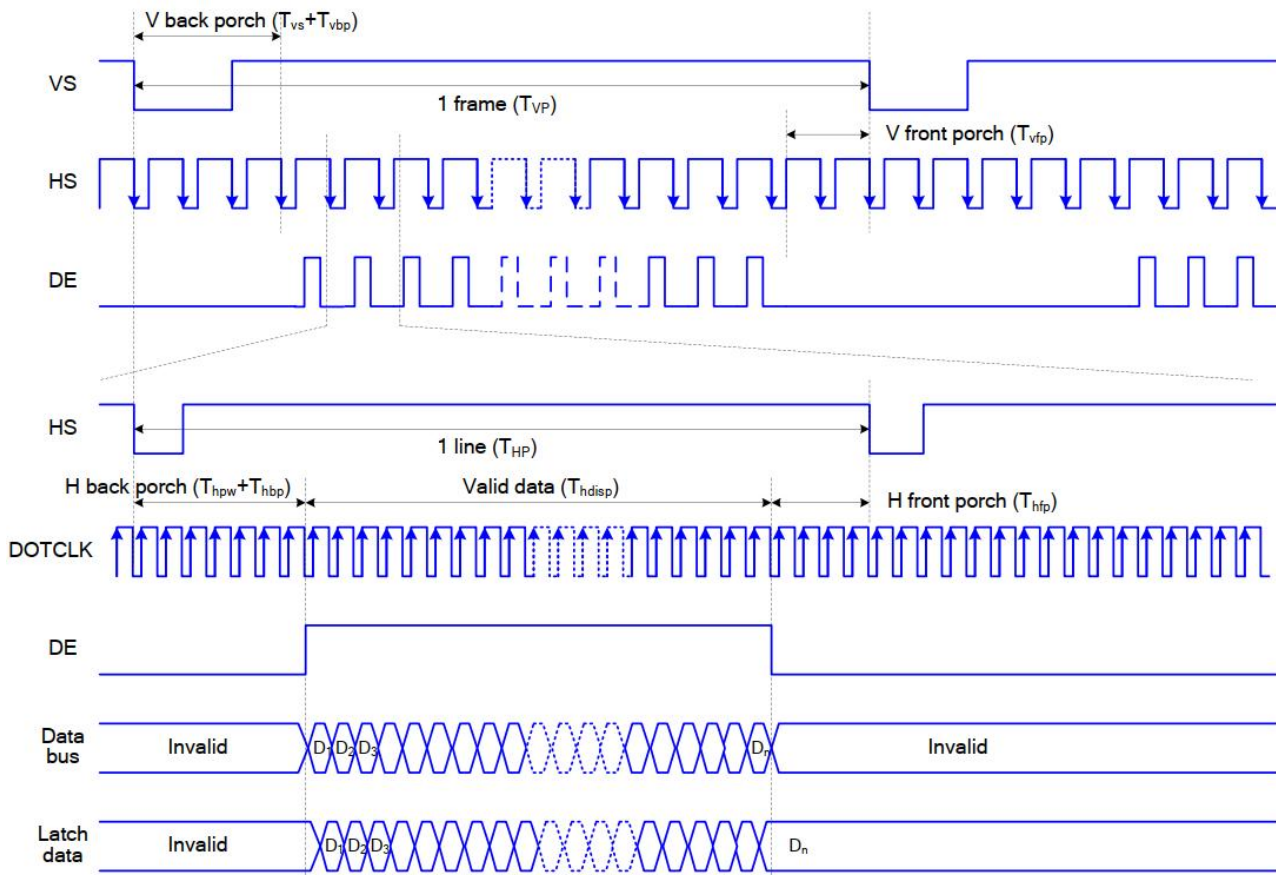 V back porch (Tvs+Tvbp)
VS
1 frame (TVP)
V front porch (Tvfp)
HS
DE
HS
1 line (THP)
H back porch (Thpw+Thbp)
Valid data (Thdisp)
H front porch (Thfp)
DOTCLK
DE
Data
bus
Invalid
D1 D2 D3
Dn
Invalid
Latch
data
Invalid
D1 D2 D3
Dn